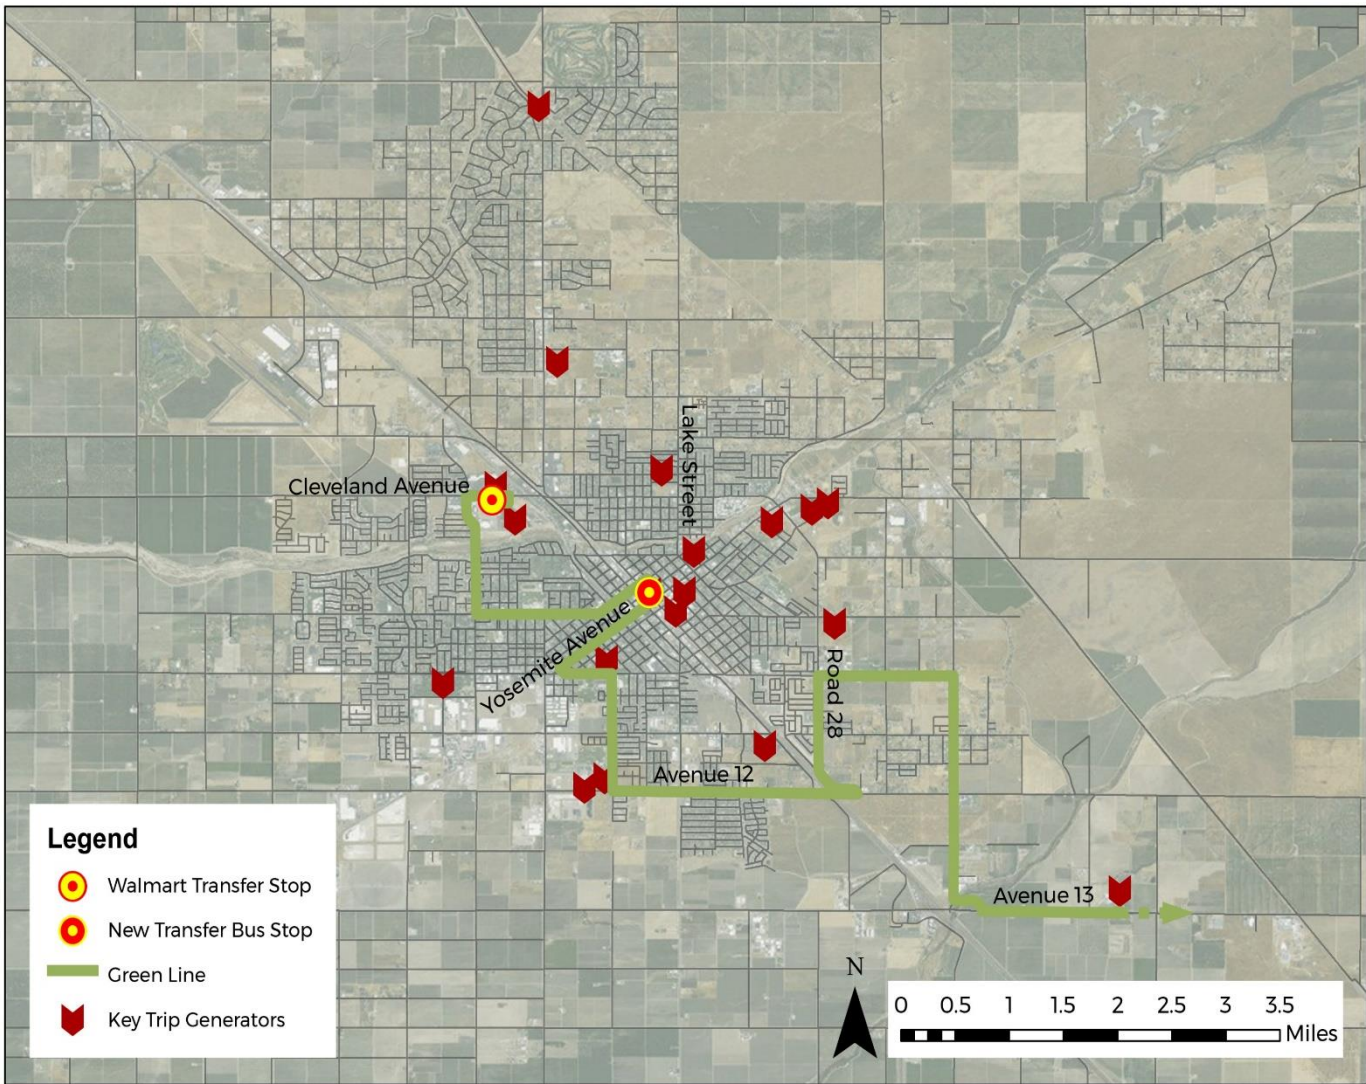 Lake Street
Cleveland Avenue
Yosemite Avenue
Road 28
Avenue 12
Avenue 13
Legend
Walmart Transfer Stop
New Transfer Bus Stop
Green Line
Key Trip Generators
N
0 0.5 1 1.5 2 2.5 3 3.5
Miles